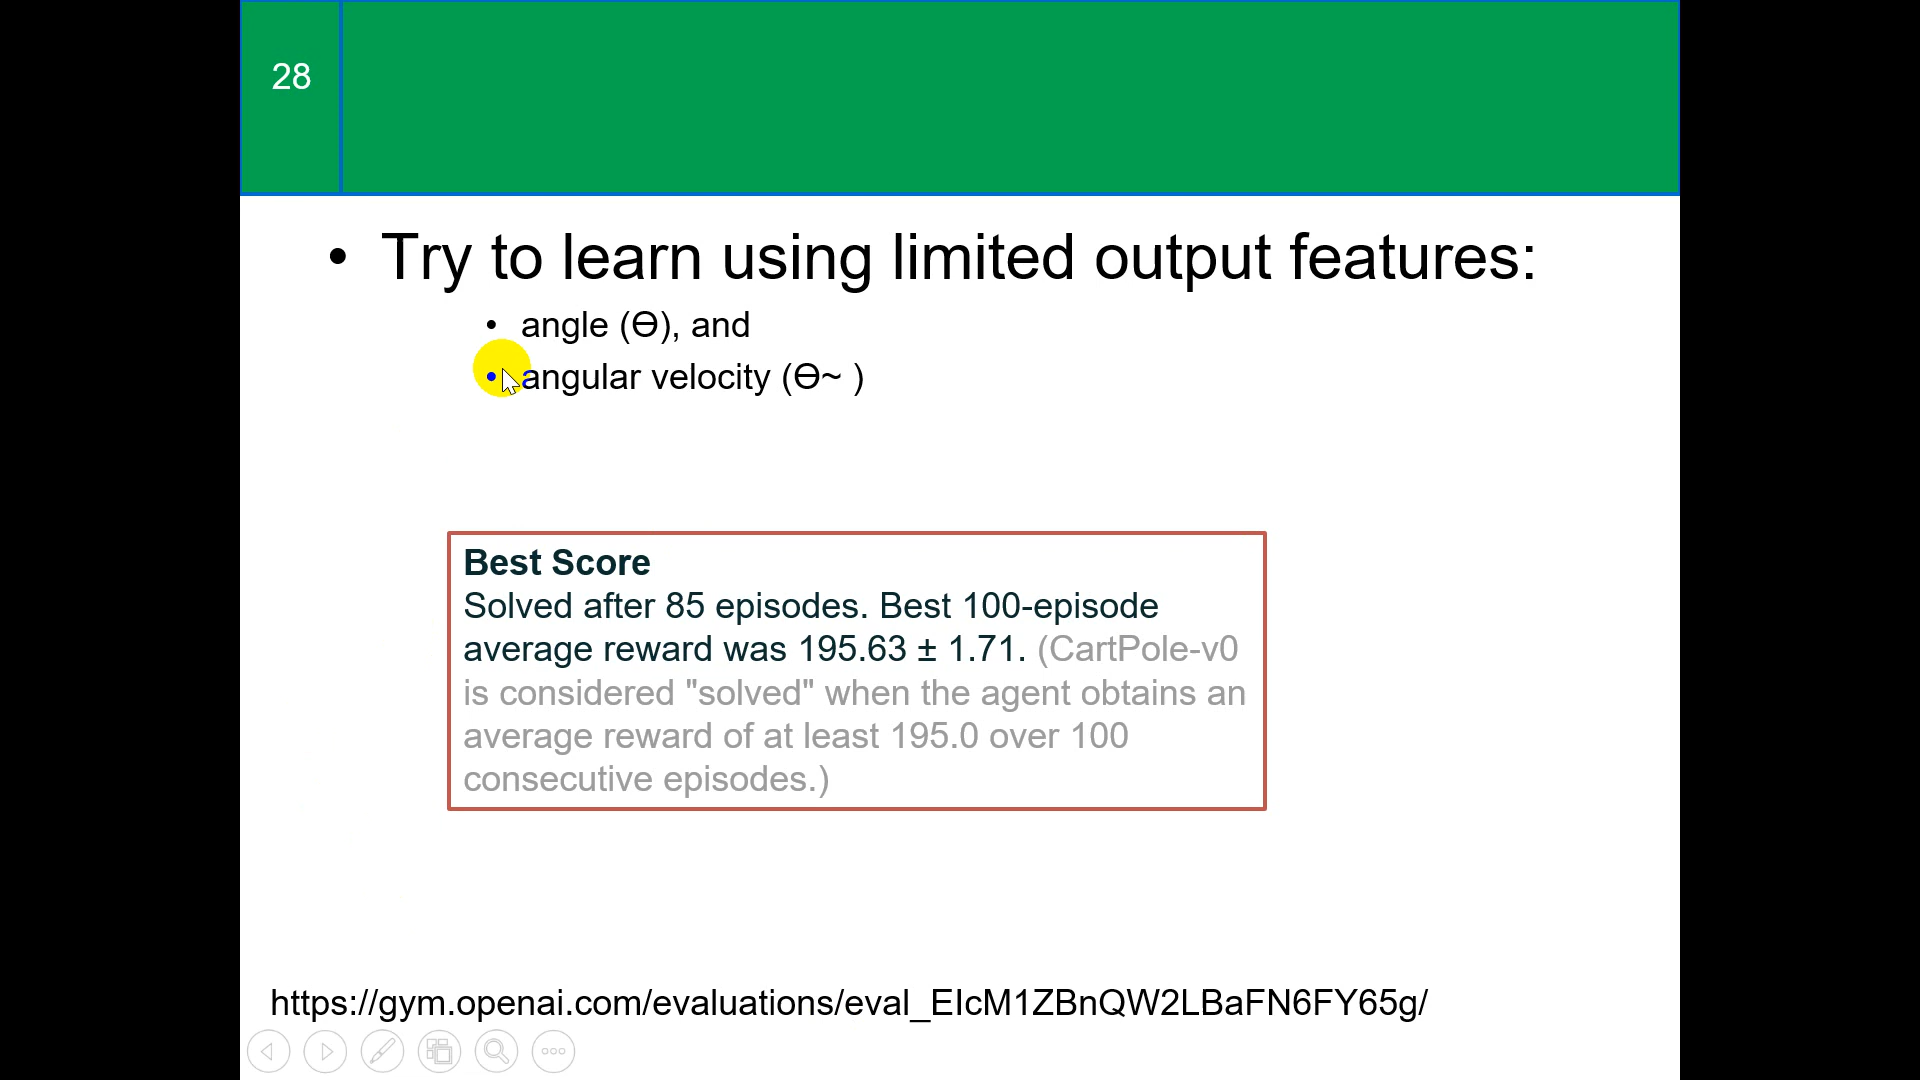 28
• Try to learn using limited output features:
• angle (Ө), and
• angular velocity (Ө~ )
Best Score
Solved after 85 episodes. Best 100-episode
average reward was 195.63 ± 1.71. (CartPole-v0
is considered "solved" when the agent obtains an
average reward of at least 195.0 over 100
consecutive episodes.)
https://gym.openai.com/evaluations/eval_EIcM1ZBnQW2LBaFN6FY65g/